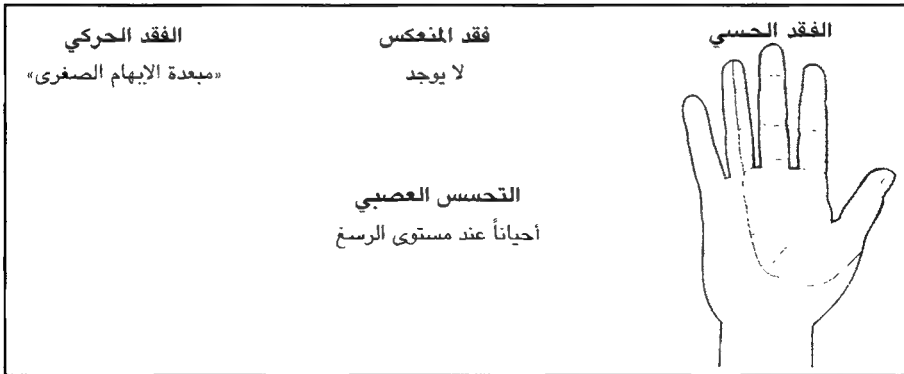 الفقد الحسي
فقد المنعكس
لا يوجد
الفقد الحركي
«مبعدة الإبهام الصغرى»
التحسس العصبي
أحياناً عند مستوى الرسغ